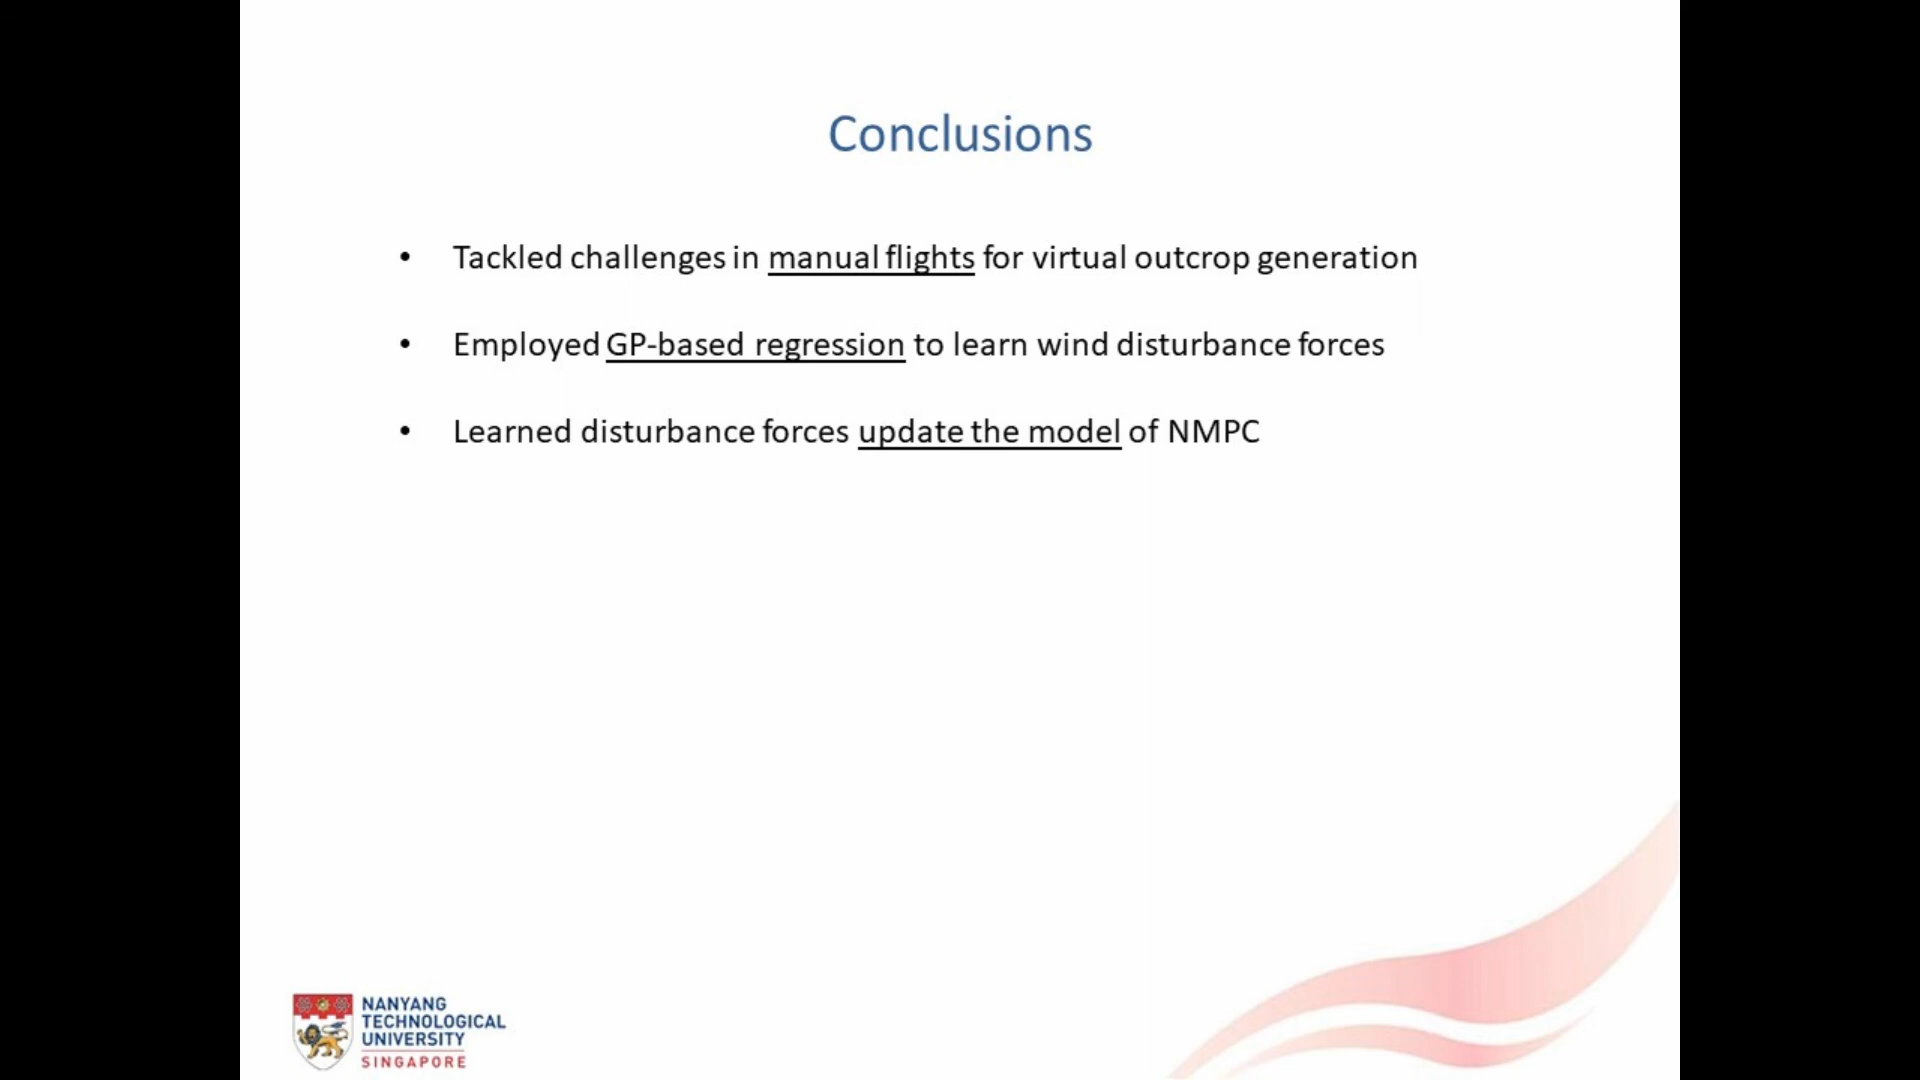 Conclusions
• Tackled challenges in manual flights for virtual outcrop generation
• Employed GP-based regression to learn wind disturbance forces
• Learned disturbance forces update the model of NMPC
NANYANG
TECHNOLOGICAL
UNIVERSITY
SINGAPORE